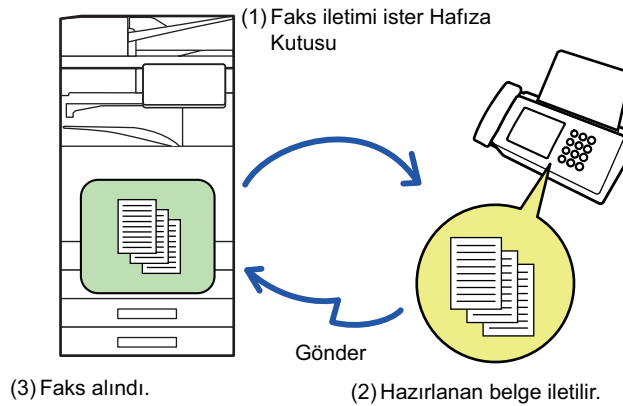 (1) Faks iletimi ister Hafıza
Kutusu
Gönder
(3) Faks alındı.
(2) Hazırlanan belge iletilir.